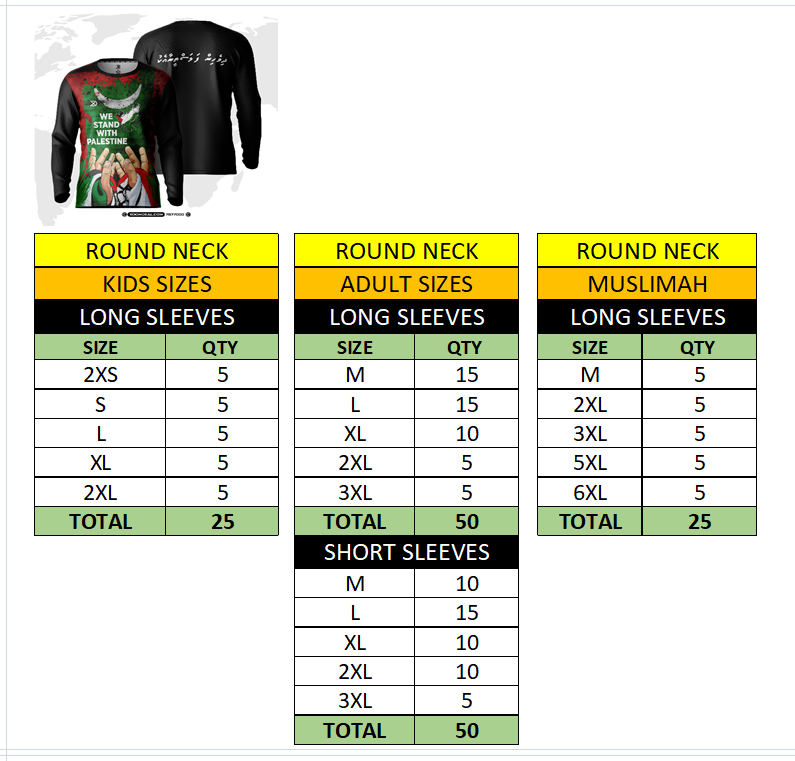 ދިވެހިން ފަލަސްތީނާއެކު
WE
STAND
WITH
PALESTINE
ROUND NECK
KIDS SIZES
LONG SLEEVES
SIZE QTY
2XS 5
S 5
L 5
XL 5
2XL 5
TOTAL 25
ROUND NECK
ADULT SIZES
LONG SLEEVES
SIZE QTY
M 15
L 15
XL 10
2XL 5
3XL 5
TOTAL 50
SHORT SLEEVES
M 10
L 15
XL 10
2XL 10
3XL 5
TOTAL 50
ROUND NECK
MUSLIMAH
LONG SLEEVES
SIZE QTY
M 5
2XL 5
3XL 5
5XL 5
6XL 5
TOTAL 25